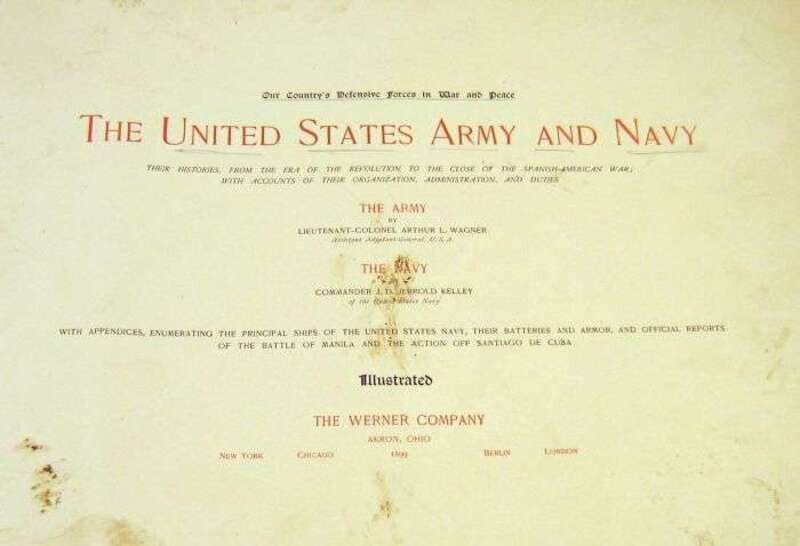 Our Country's Defensive Forces in War and Peace
THE UNITED STATES ARMY AND NAVY
THEIR HISTORIES, FROM THE ERA OF THE REVOLUTION TO THE CLOSE OF THE SPANISH-AMERICAN WAR;
WITH ACCOUNTS OF THEIR ORGANIZATION, ADMINISTRATION, AND DUTIES
THE ARMY
BY
LIEUTENANT-COLONEL ARTHUR L. WAGNER
Assistant Adjutant-General, U.S.A.
THE NAVY
COMMANDER J. D. JERROLD KELLEY
of the United States Navy
WITH APPENDICES, ENUMERATING THE PRINCIPAL SHIPS OF THE UNITED STATES NAVY, THEIR BATTERIES AND ARMOR, AND OFFICIAL REPORTS
OF THE BATTLE OF MANILA AND THE ACTION OFF SANTIAGO DE CUBA
Illustrated
THE WERNER COMPANY
AKRON, OHIO
NEW YORK CHICAGO 1899 BERLIN LONDON